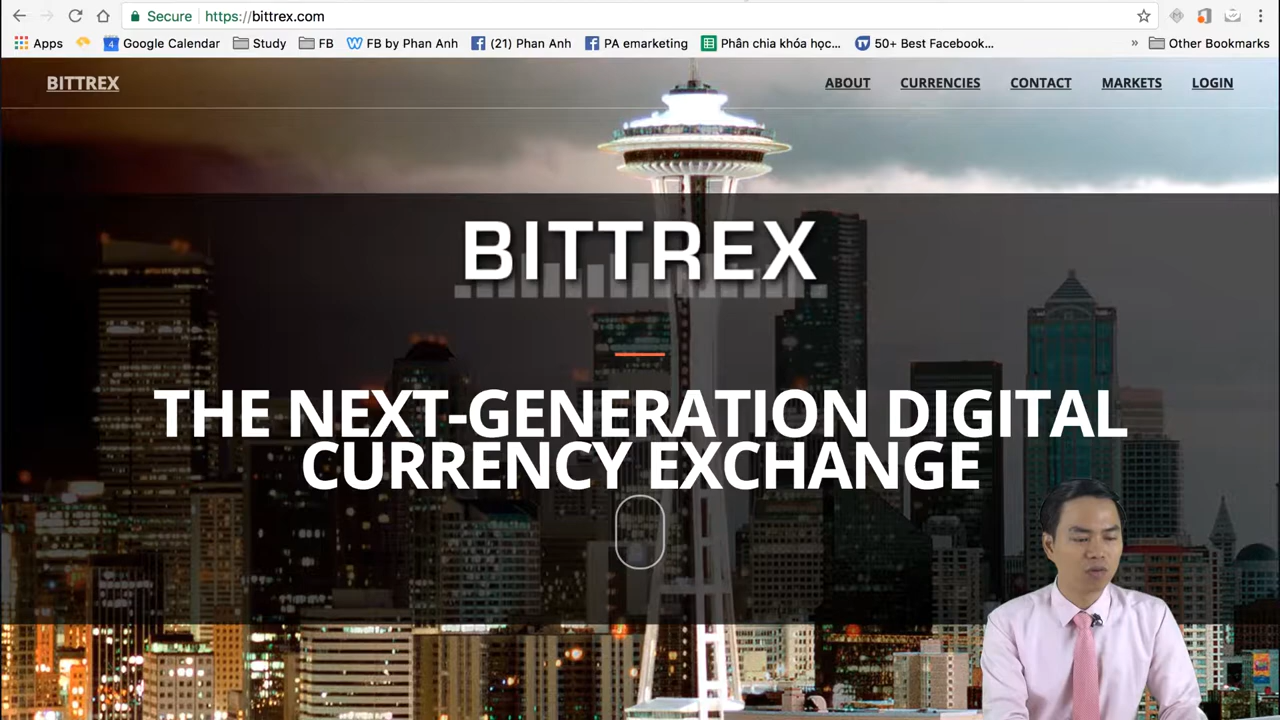 Secure https://bittrex.com
Apps 4 Google Calendar Study FB FB by Phan Anh (21) Phan Anh PA emarketing Phân chia khóa học... 50+ Best Facebook... » Other Bookmarks
BITTREX ABOUT CURRENCIES CONTACT MARKETS LOGIN
BITTREX
THE NEXT-GENERATION DIGITAL
CURRENCY EXCHANGE